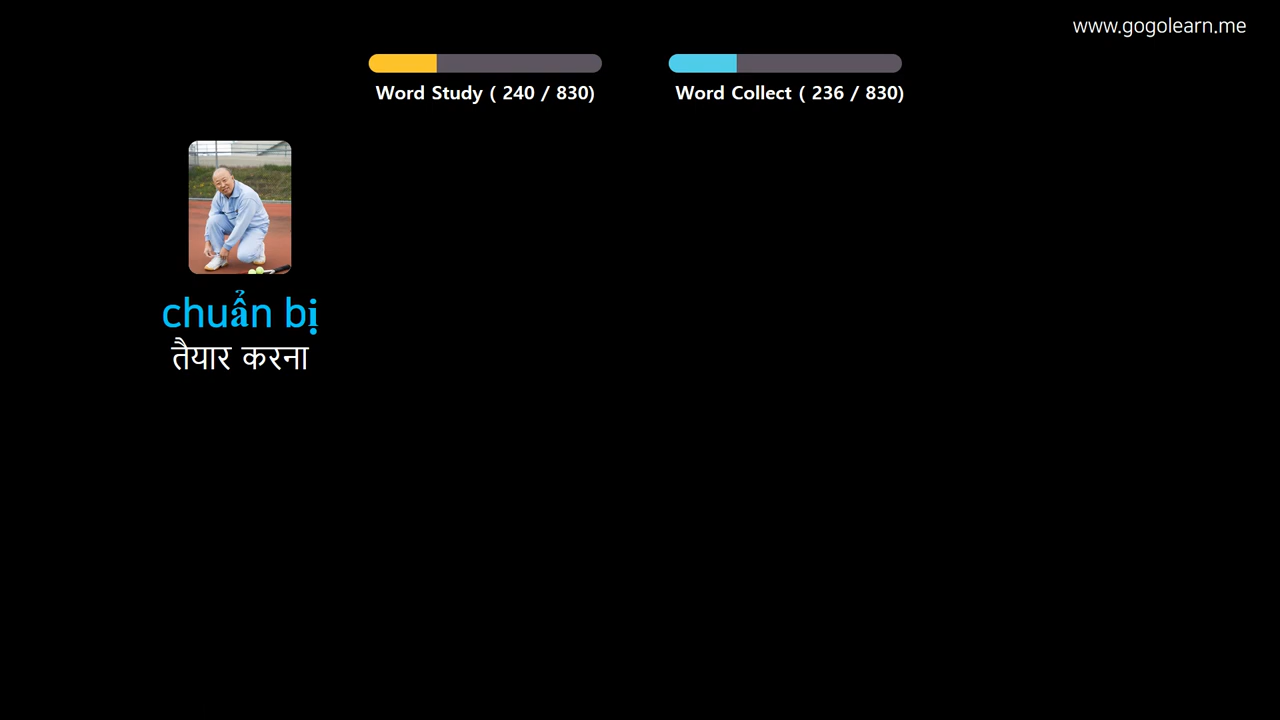 www.gogolearn.me
Word Study ( 240 / 830)
Word Collect ( 236 / 830)
chuẩn bị
तैयार करना